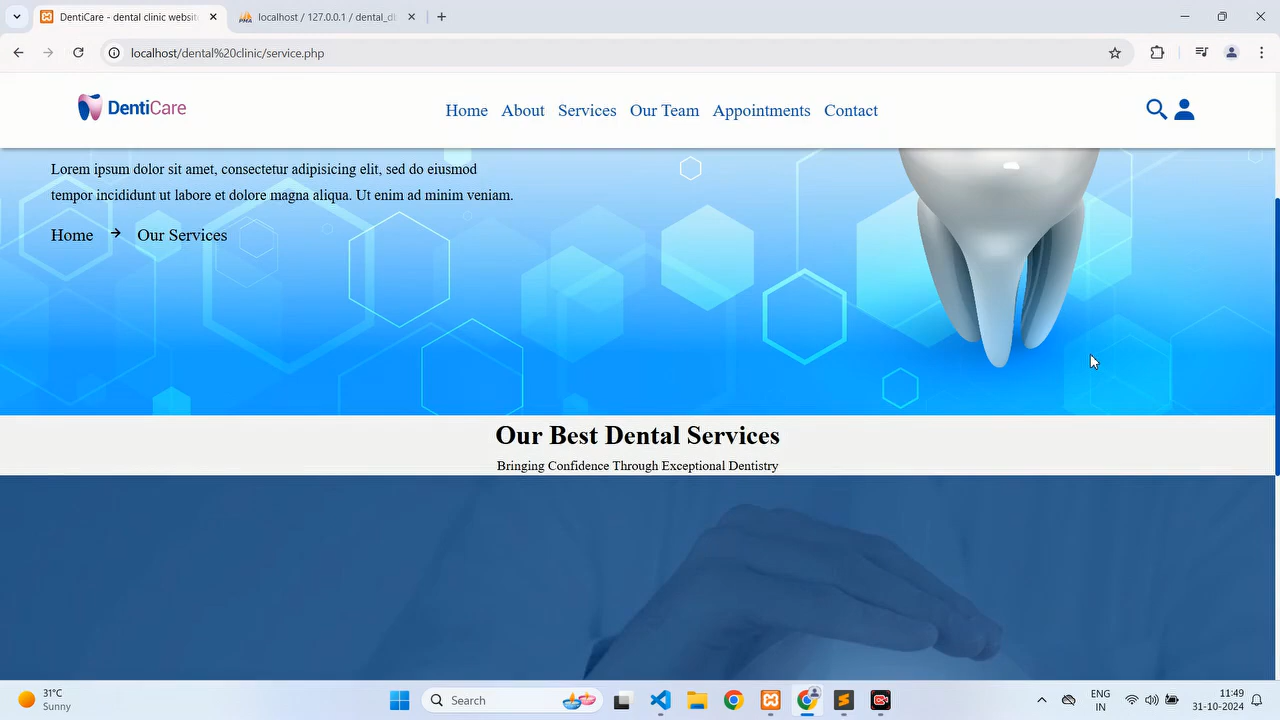 DentiCare - dental clinic websit
localhost / 127.0.0.1 / dental_d
localhost/dental%20clinic/service.php
DentiCare
Home About Services Our Team Appointments Contact
Lorem ipsum dolor sit amet, consectetur adipisicing elit, sed do eiusmod
tempor incididunt ut labore et dolore magna aliqua. Ut enim ad minim veniam.
Home → Our Services
Our Best Dental Services
Bringing Confidence Through Exceptional Dentistry
31°C
Sunny
Search
ENG
IN
11:49
31-10-2024